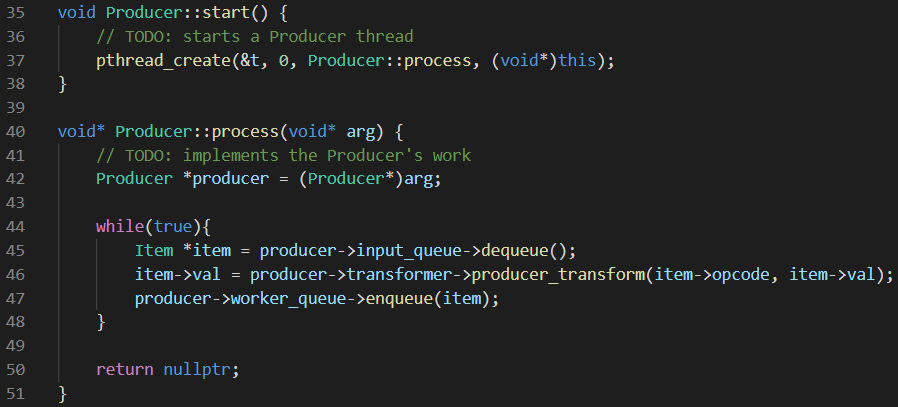 35 void Producer::start() {
36 // TODO: starts a Producer thread
37 pthread_create(&t, 0, Producer::process, (void*)this);
38 }
39
40 void* Producer::process(void* arg) {
41 // TODO: implements the Producer's work
42 Producer *producer = (Producer*)arg;
43
44 while(true){
45 Item *item = producer->input_queue->dequeue();
46 item->val = producer->transformer->producer_transform(item->opcode, item->val);
47 producer->worker_queue->enqueue(item);
48 }
49
50 return nullptr;
51 }